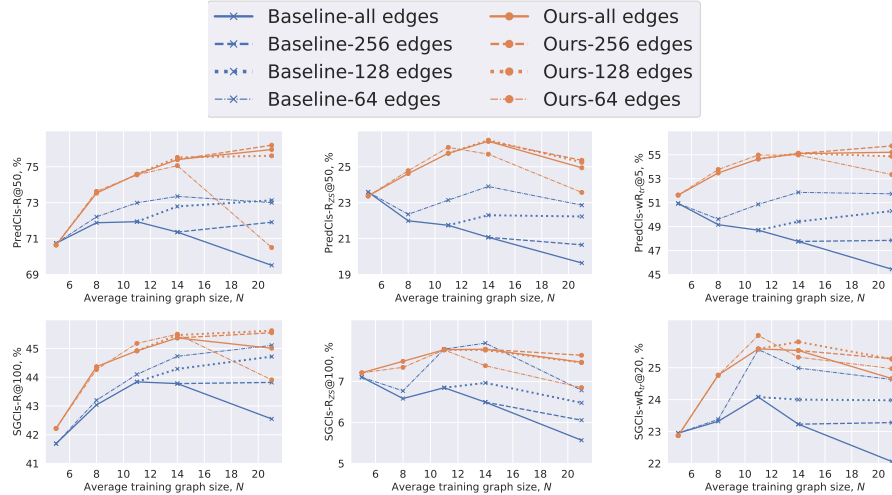 Baseline-all edges
Baseline-256 edges
Baseline-128 edges
Baseline-64 edges
Ours-all edges
Ours-256 edges
Ours-128 edges
Ours-64 edges
PredCls-R@50, %
75
73
71
69
6 8 10 12 14 16 18 20
Average training graph size, N
PredCls-R_ZS@50, %
25
23
21
19
6 8 10 12 14 16 18 20
Average training graph size, N
PredCls-wR_tr@5, %
55
53
51
49
47
45
6 8 10 12 14 16 18 20
Average training graph size, N
SGCls-R@100, %
45
44
43
42
41
6 8 10 12 14 16 18 20
Average training graph size, N
SGCls-R_ZS@100, %
7
6
5
6 8 10 12 14 16 18 20
Average training graph size, N
SGCls-wR_tr@20, %
25
24
23
22
6 8 10 12 14 16 18 20
Average training graph size, N